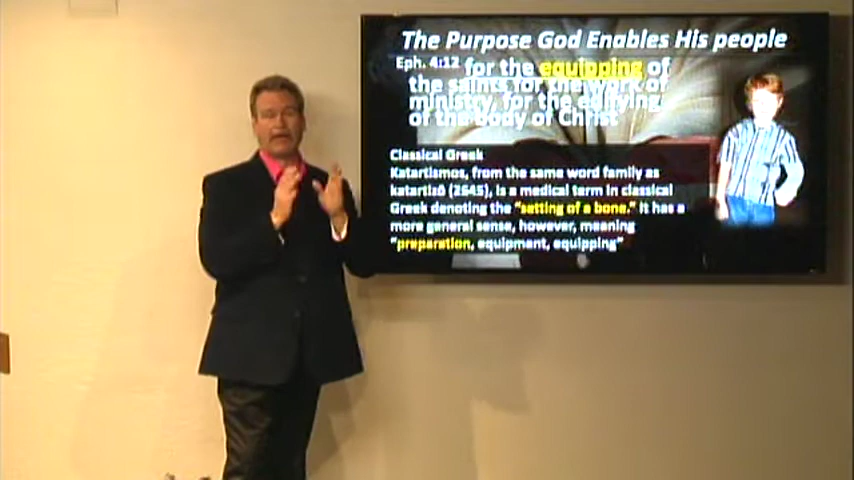 The Purpose God Enables His people
Eph. 4:12 for the equipping of
the saints for the work of
ministry, for the edifying
of the body of Christ
Classical Greek
Katartismos, from the same word family as
katartizō (2645), is a medical term in classical
Greek denoting the "setting of a bone." It has a
more general sense, however, meaning
"preparation, equipment, equipping"